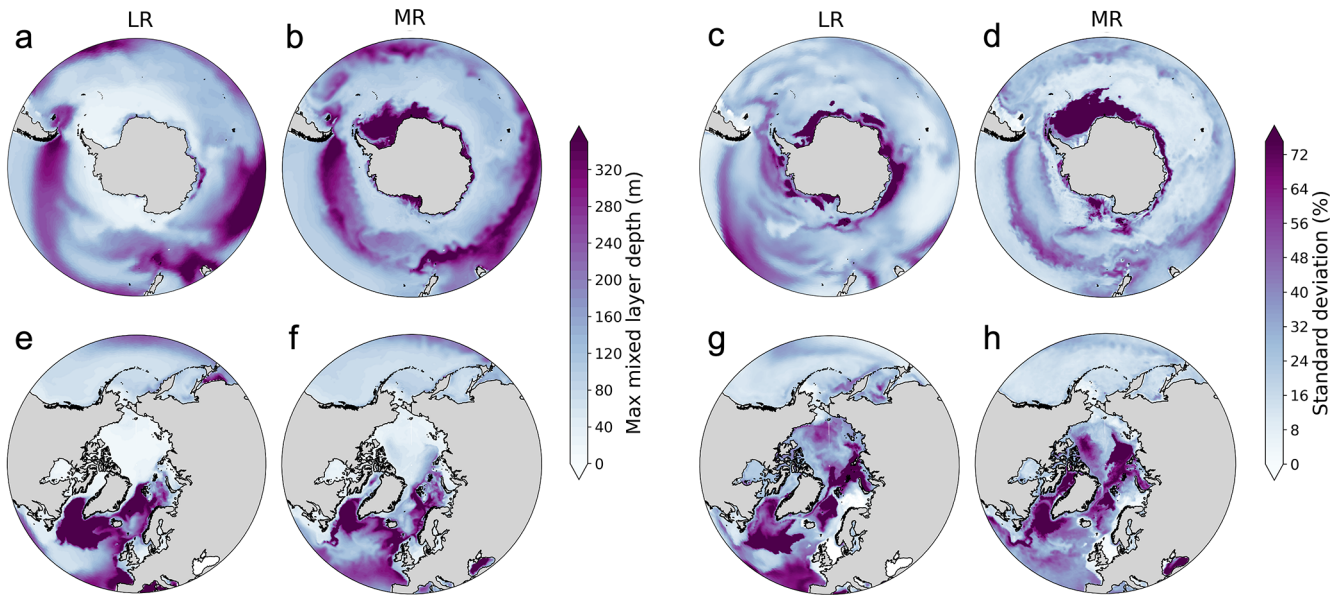 LR
MR
LR
MR
a
b
c
d
320
280
240
200
160
120
80
40
0
Max mixed layer depth (m)
72
64
56
48
40
32
24
16
8
0
Standard deviation (%)
e
f
g
h